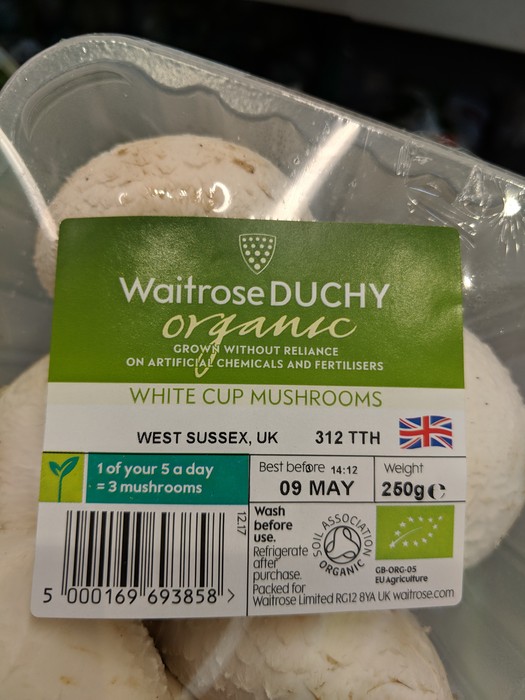 Waitrose DUCHY
organic
GROWN WITHOUT RELIANCE
ON ARTIFICIAL CHEMICALS AND FERTILISERS
WHITE CUP MUSHROOMS
WEST SUSSEX, UK 312 TTH
1 of your 5 a day
= 3 mushrooms
Best before 14:12
09 MAY
Weight
250g e
12.17
5 000169 693858 >
Wash
before
use.
Refrigerate
after
purchase.
Packed for
Waitrose Limited RG12 8YA UK waitrose.com
SOIL ASSOCIATION
ORGANIC
GB-ORG-05
EU Agriculture